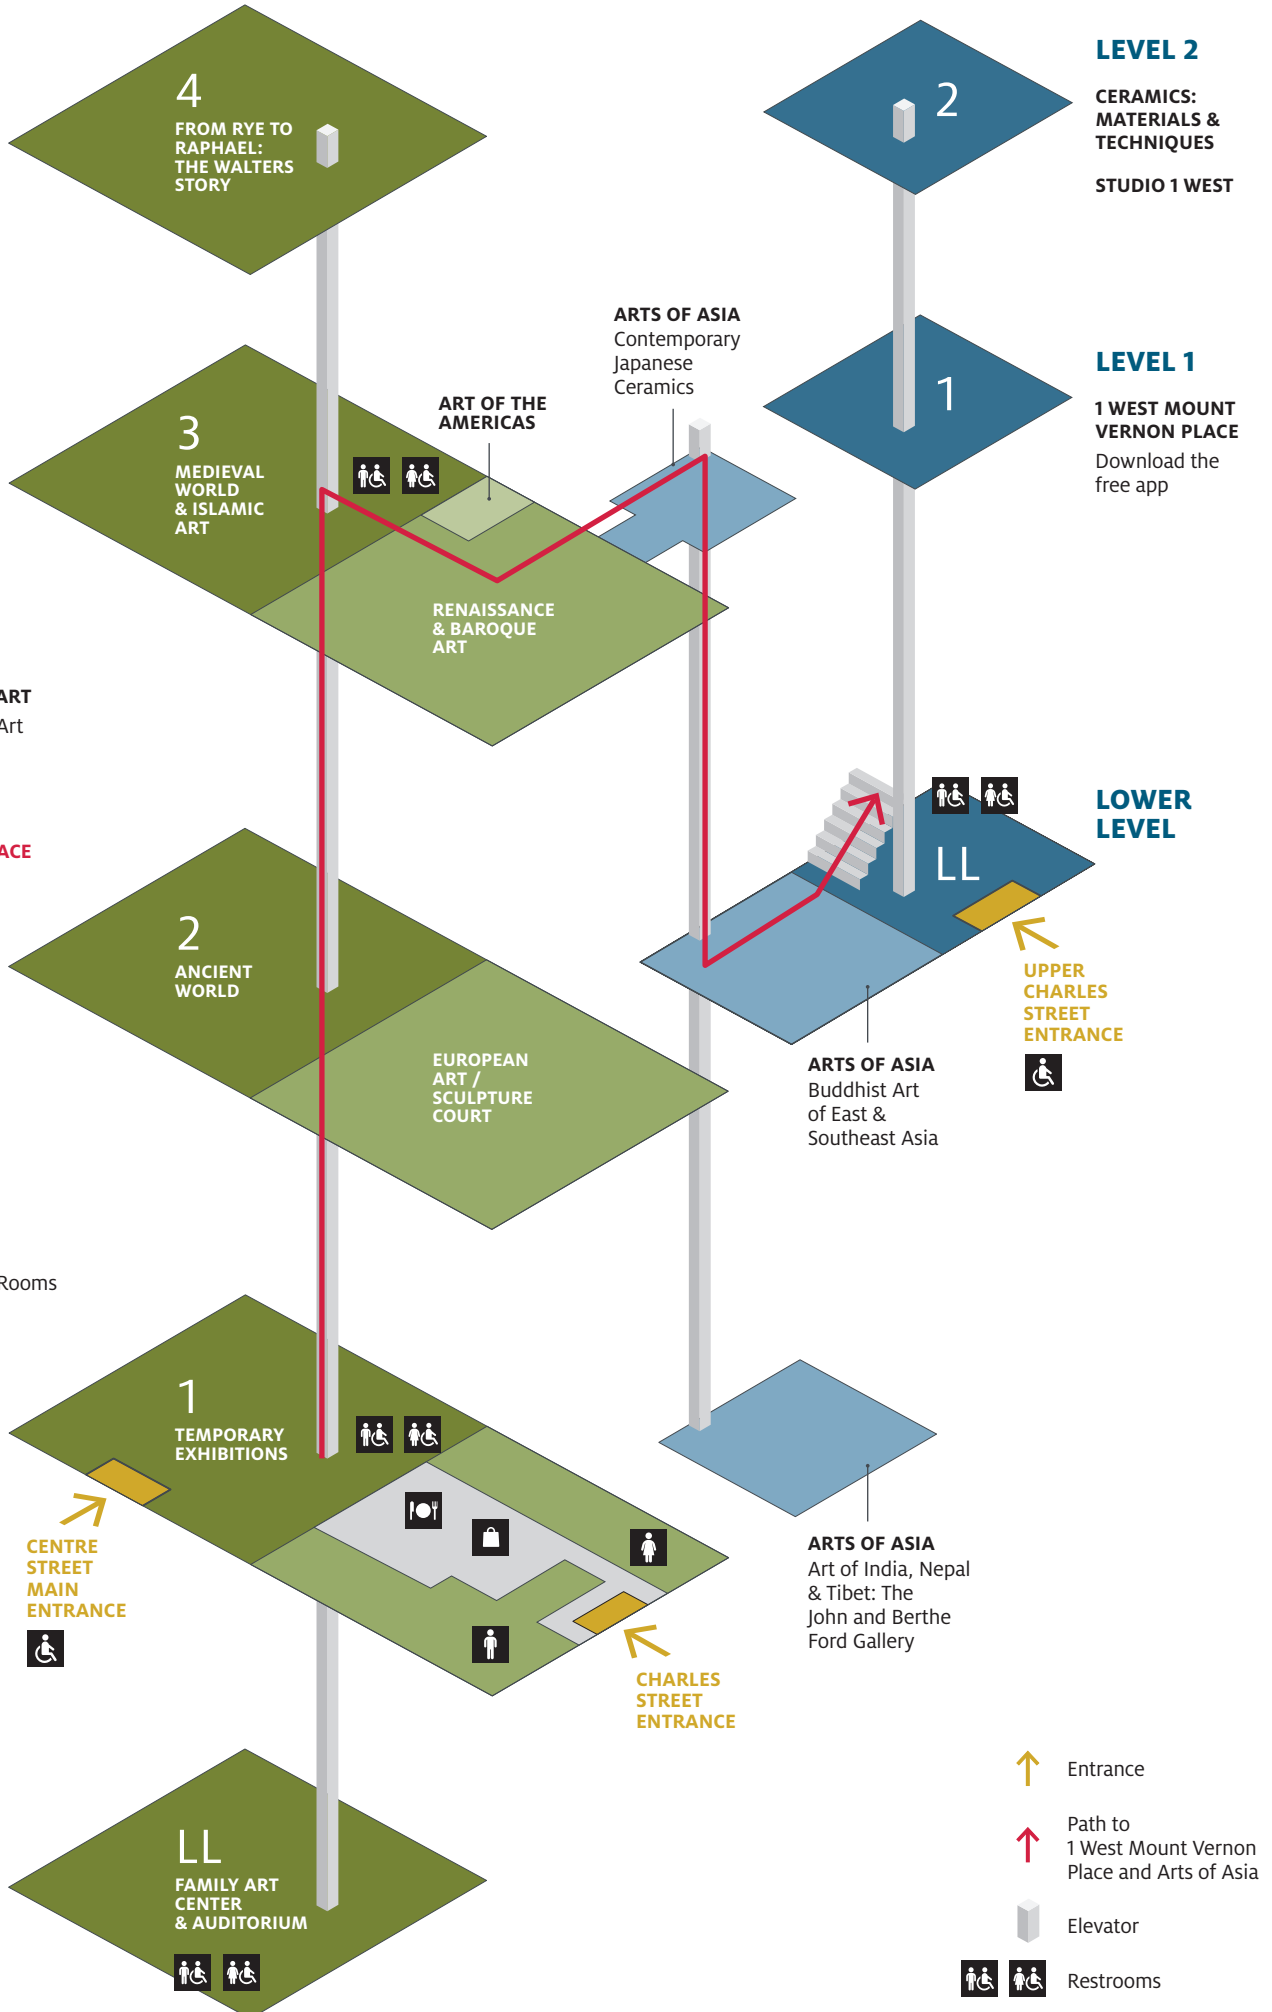 4
FROM RYE TO
RAPHAEL:
THE WALTERS
STORY
2
LEVEL 2
CERAMICS:
MATERIALS &
TECHNIQUES
STUDIO 1 WEST
ARTS OF ASIA
Contemporary
Japanese
Ceramics
1
LEVEL 1
1 WEST MOUNT
VERNON PLACE
Download the
free app
3
MEDIEVAL
WORLD
& ISLAMIC
ART
ART OF THE
AMERICAS
RENAISSANCE
& BAROQUE
ART
ART
Art
ACE
LL
LOWER
LEVEL
UPPER
CHARLES
STREET
ENTRANCE
2
ANCIENT
WORLD
EUROPEAN
ART /
SCULPTURE
COURT
ARTS OF ASIA
Buddhist Art
of East &
Southeast Asia
Rooms
1
TEMPORARY
EXHIBITIONS
CENTRE
STREET
MAIN
ENTRANCE
CHARLES
STREET
ENTRANCE
ARTS OF ASIA
Art of India, Nepal
& Tibet: The
John and Berthe
Ford Gallery
LL
FAMILY ART
CENTER
& AUDITORIUM
Entrance
Path to
1 West Mount Vernon
Place and Arts of Asia
Elevator
Restrooms